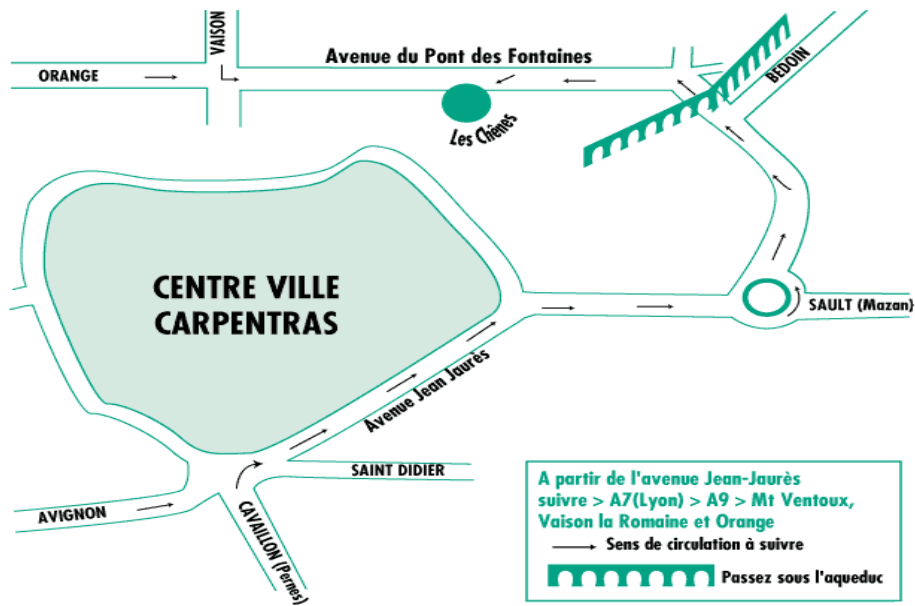 VAISON
Avenue du Pont des Fontaines
ORANGE
BEDOIN
Les Chênes
CENTRE VILLE
CARPENTRAS
SAULT (Mazan}
Avenue Jean Jaurès
SAINT DIDIER
AVIGNON
CAVAILLON (Pernes)
A partir de l'avenue Jean-Jaurès
suivre > A7(Lyon) > A9 > Mt Ventoux,
Vaison la Romaine et Orange
Sens de circulation à suivre
Passez sous l'aqueduc